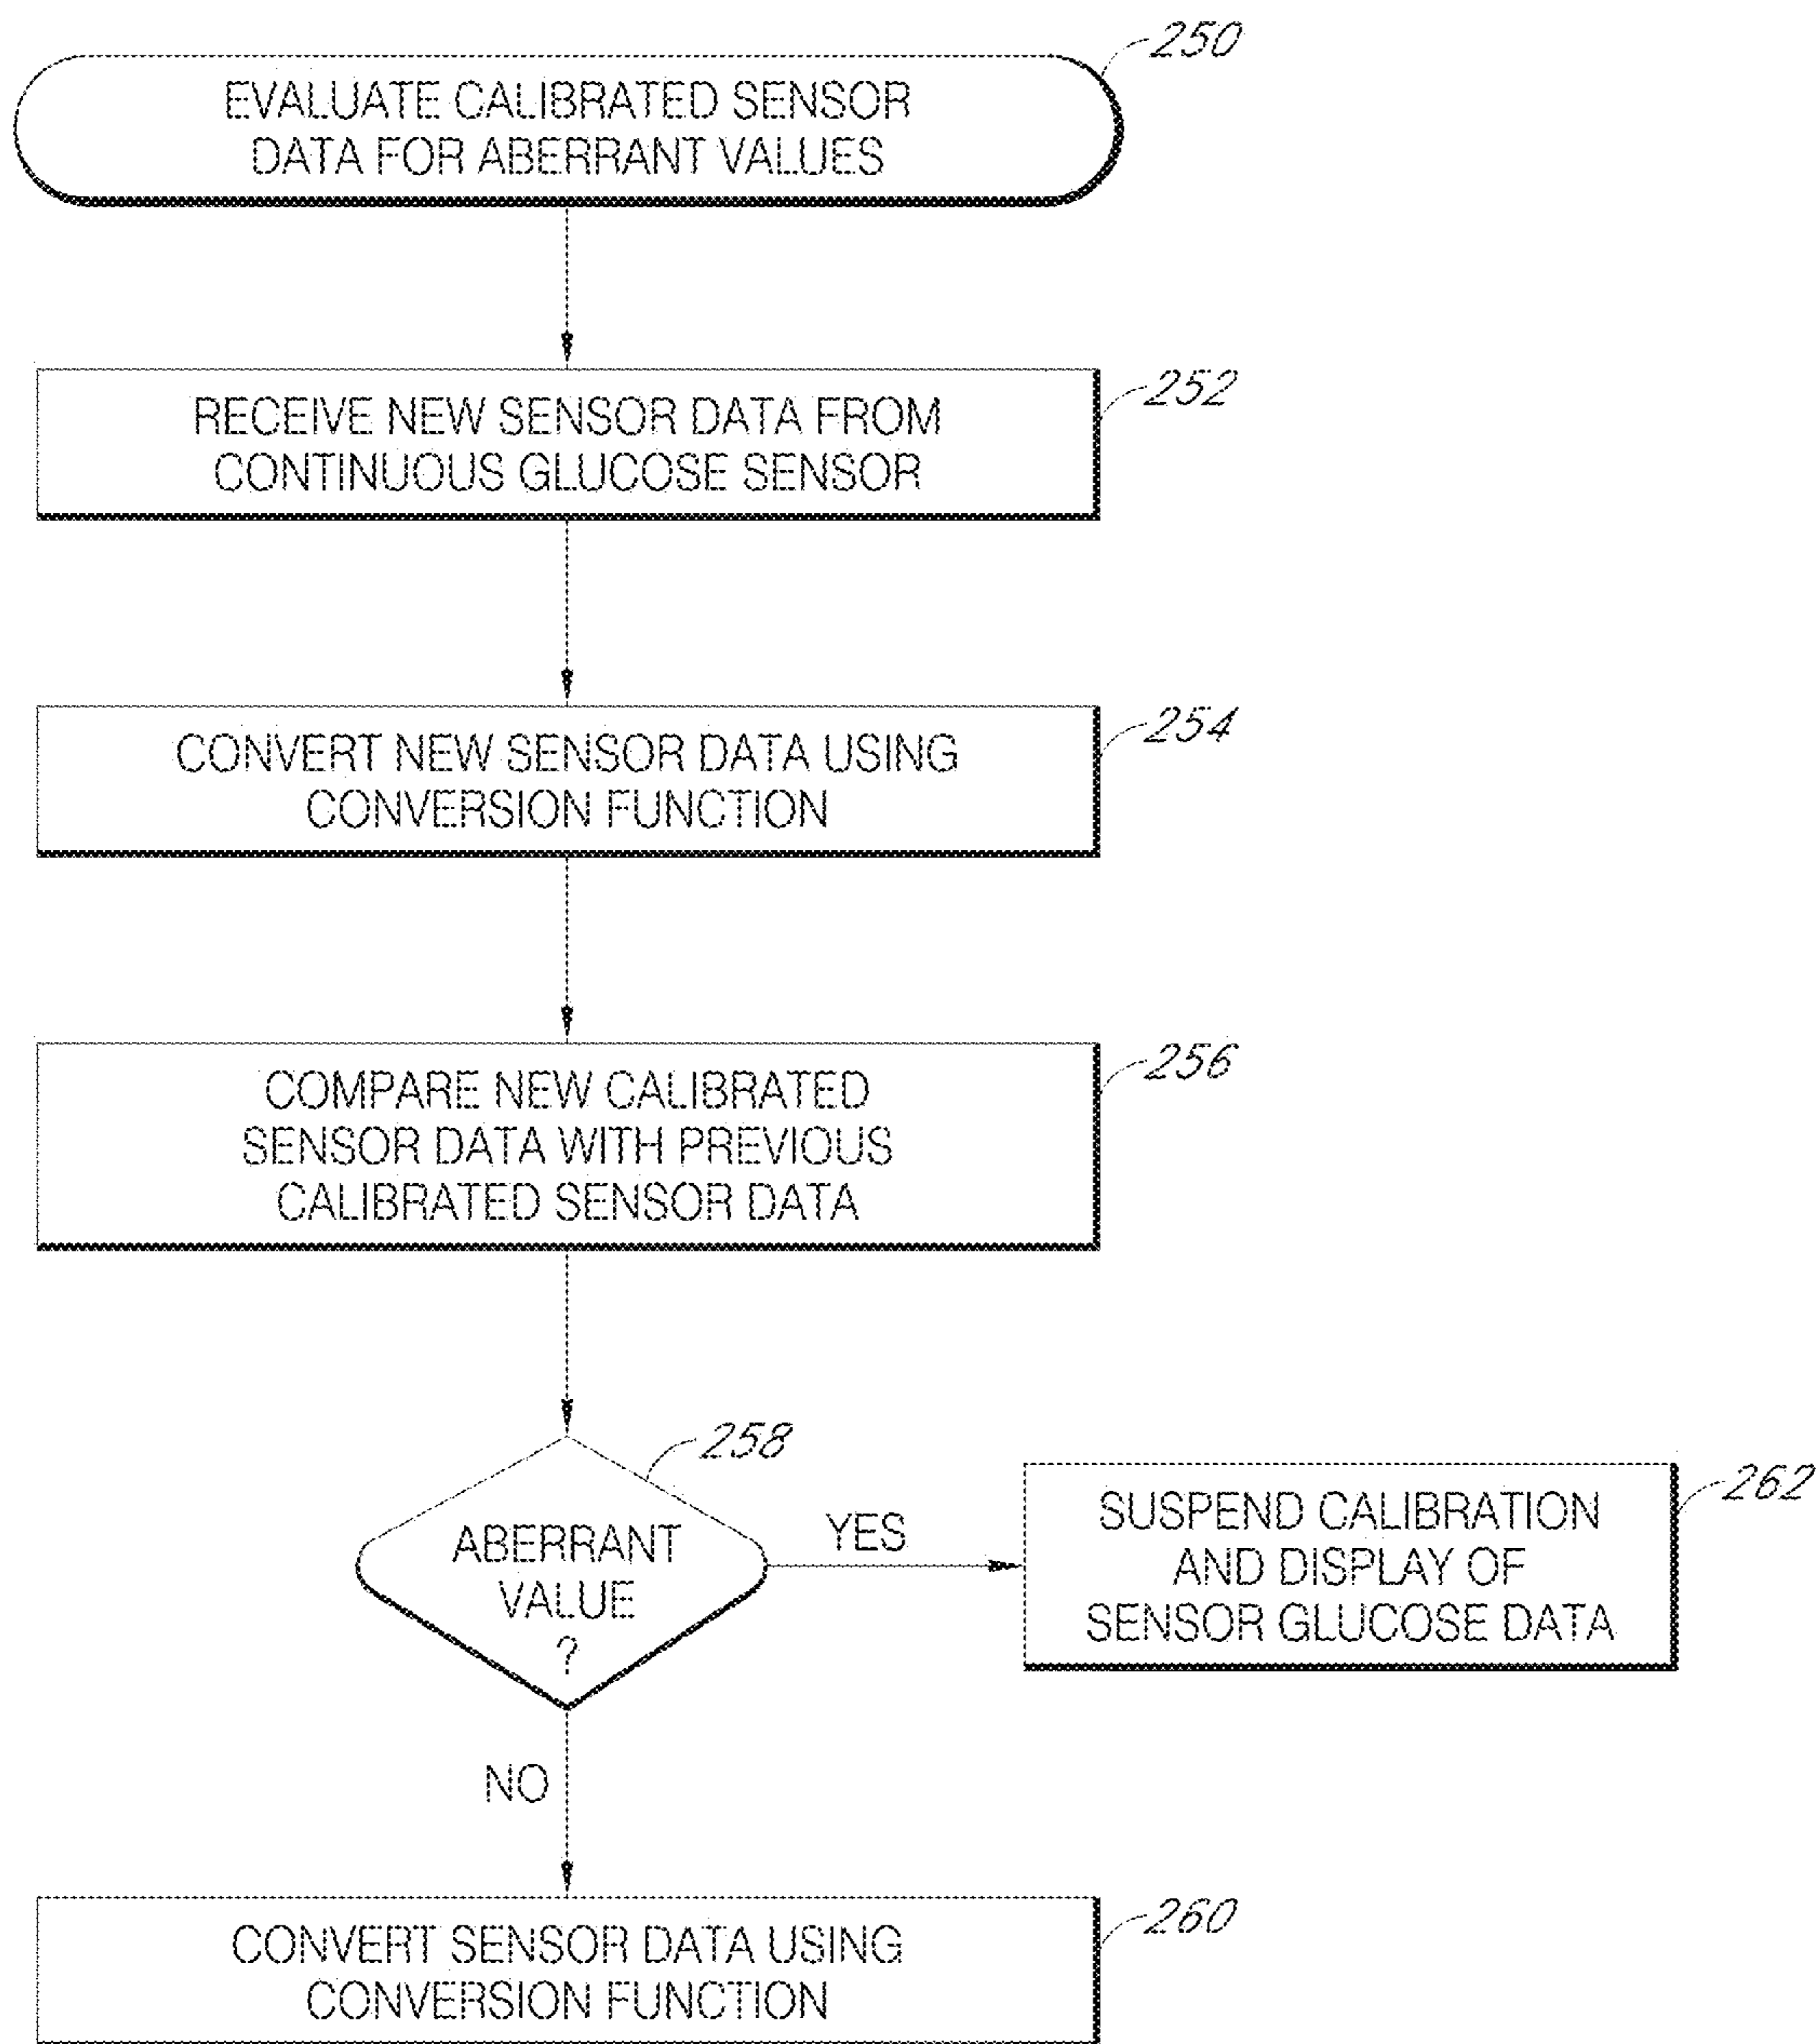 250
EVALUATE CALIBRATED SENSOR
DATA FOR ABERRANT VALUES
252
RECEIVE NEW SENSOR DATA FROM
CONTINUOUS GLUCOSE SENSOR
254
CONVERT NEW SENSOR DATA USING
CONVERSION FUNCTION
256
COMPARE NEW CALIBRATED
SENSOR DATA WITH PREVIOUS
CALIBRATED SENSOR DATA
258
ABERRANT
VALUE
?
YES
262
SUSPEND CALIBRATION
AND DISPLAY OF
SENSOR GLUCOSE DATA
NO
260
CONVERT SENSOR DATA USING
CONVERSION FUNCTION